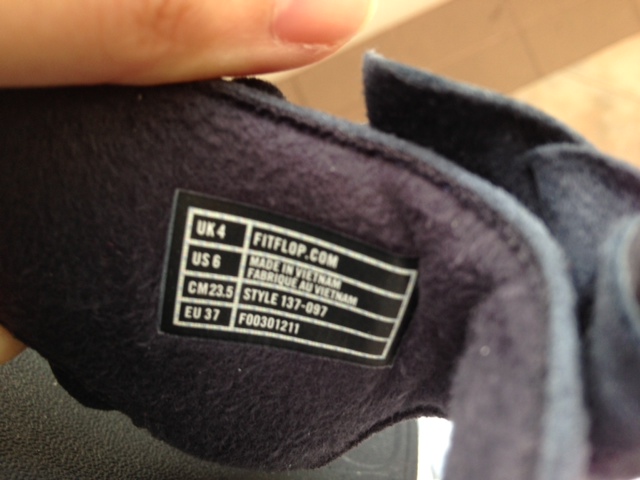 UK 4 FITFLOP.COM
US 6 MADE IN VIETNAM
FABRIQUE AU VIETNAM
CM 23.5 STYLE 137-097
EU 37 F00301211